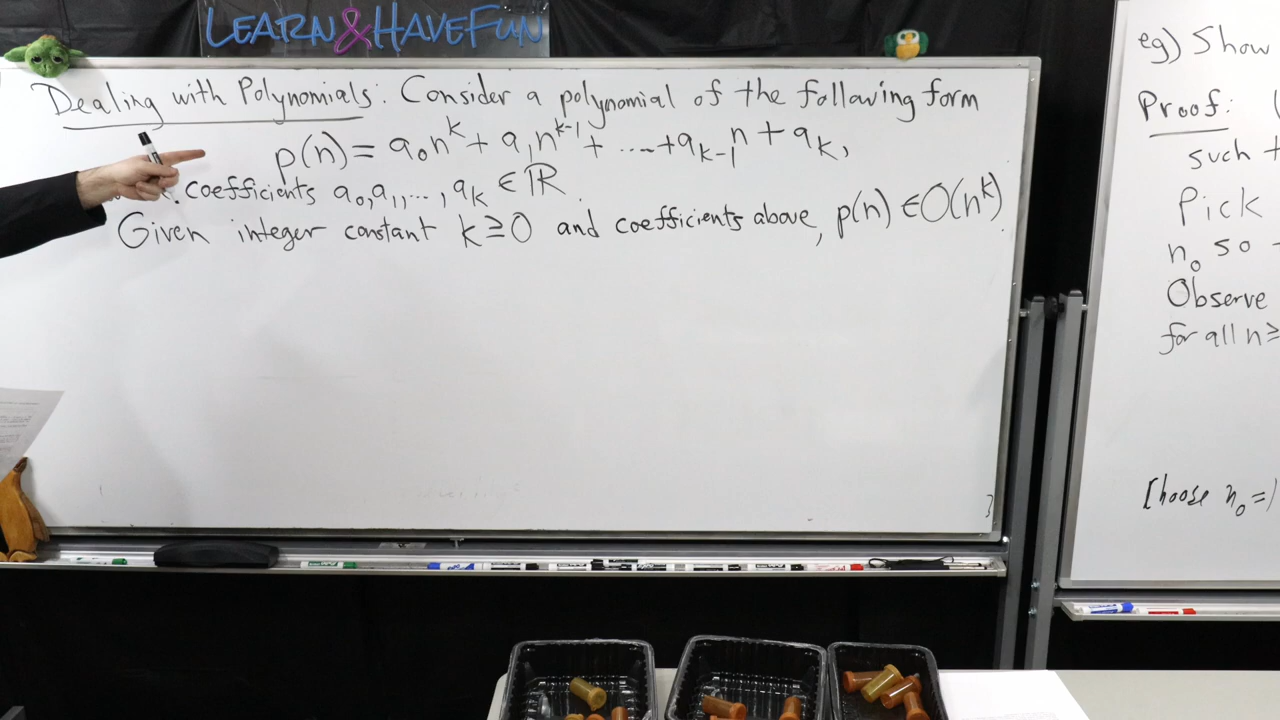 LEARN&HAVEFUN
Dealing with Polynomials: Consider a polynomial of the following form
p(n) = a₀nᵏ + a₁nᵏ⁻¹ + ... + aₖ₋₁n + aₖ,
coefficients a₀, a₁, ..., aₖ ∈ ℝ.
Given integer constant k ≥ 0 and coefficients above, p(n) ∈ O(nᵏ).
eg) Show
Proof:
such
Pick
n₀ so
Observe
for all n ≥
Choose n₀ = 1